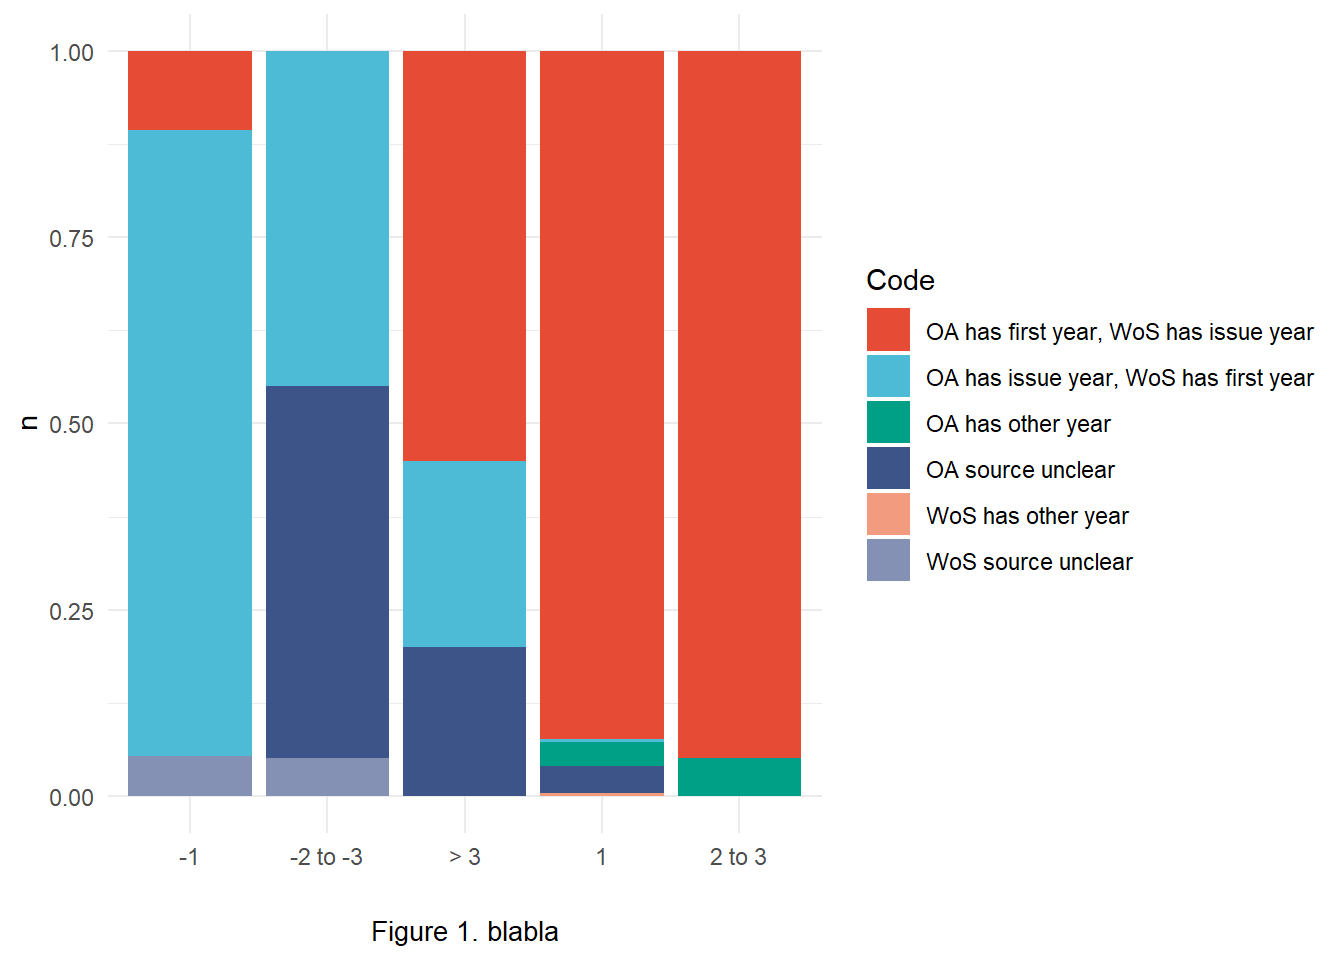 1.00
0.75
0.50
0.25
0.00
n
-1
-2 to -3
> 3
1
2 to 3
Figure 1. blabla
Code
OA has first year, WoS has issue year
OA has issue year, WoS has first year
OA has other year
OA source unclear
WoS has other year
WoS source unclear